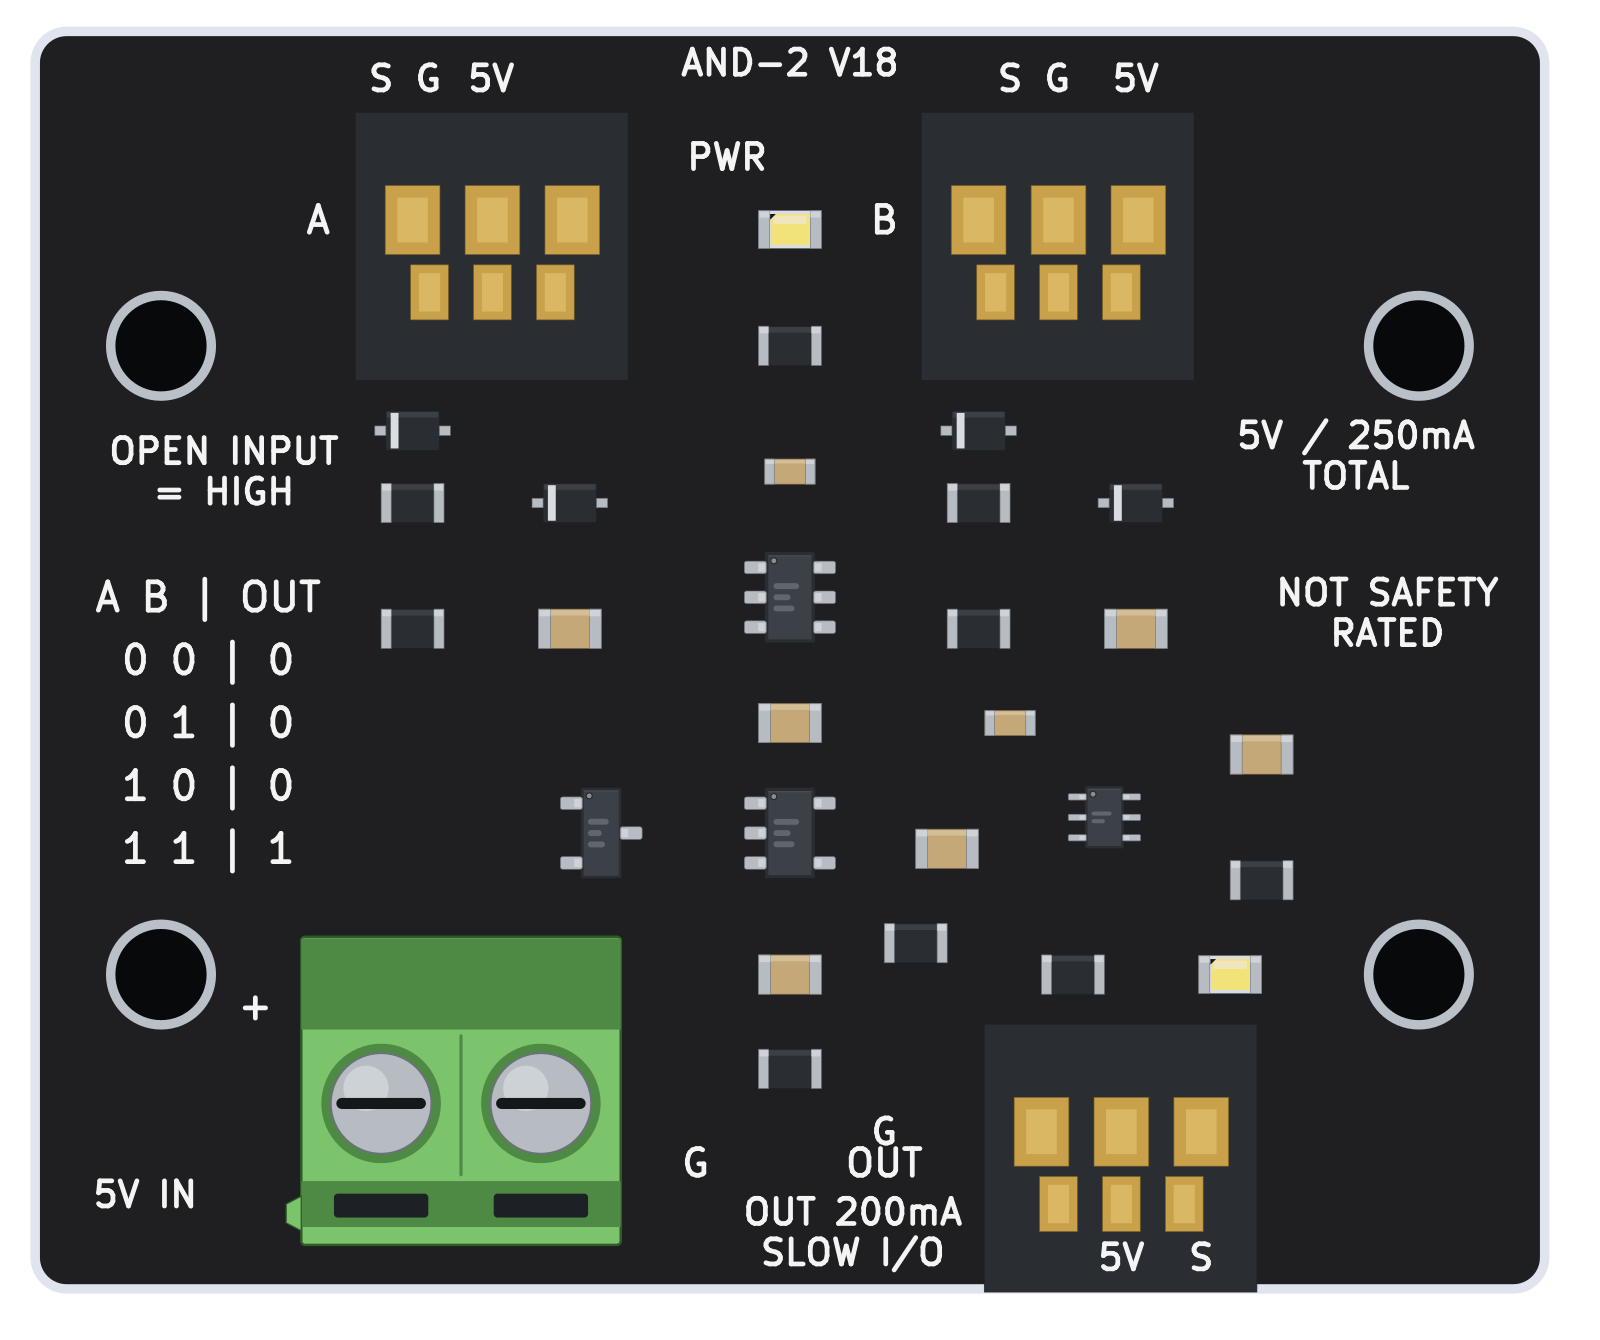 AND-2 V18
S G 5V
S G 5V
PWR
A
B
OPEN INPUT
= HIGH
5V / 250mA
TOTAL
A B | OUT
0 0 | 0
0 1 | 0
1 0 | 0
1 1 | 1
NOT SAFETY
RATED
+
5V IN
G
G
OUT
OUT 200mA
SLOW I/O
5V S